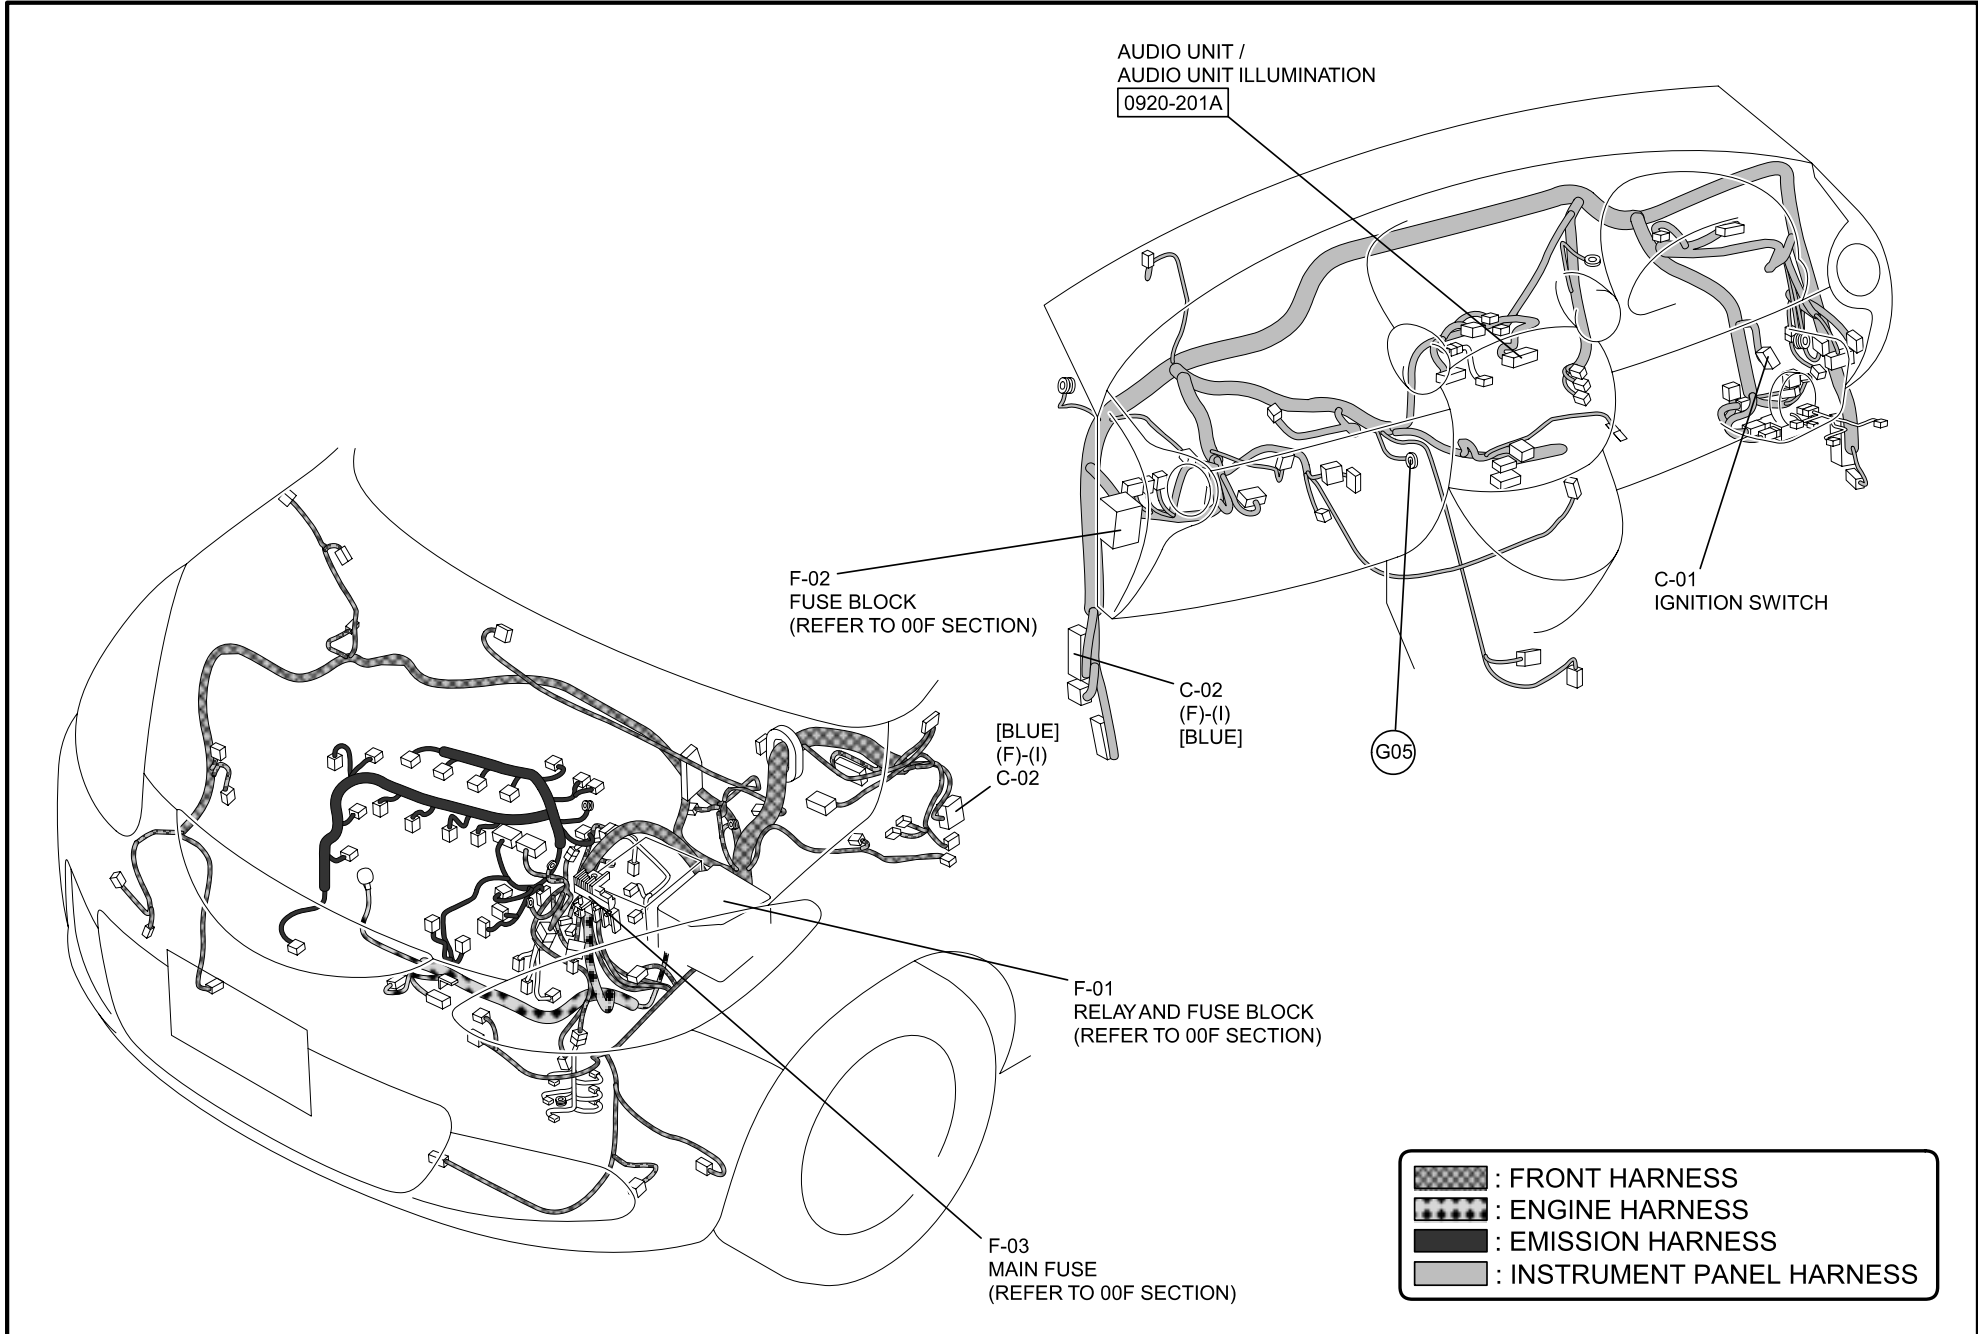 AUDIO UNIT /
AUDIO UNIT ILLUMINATION
0920-201A
F-02
FUSE BLOCK
(REFER TO 00F SECTION)
C-01
IGNITION SWITCH
C-02
(F)-(I)
[BLUE]
[BLUE]
(F)-(I)
C-02
G05
F-01
RELAY AND FUSE BLOCK
(REFER TO 00F SECTION)
F-03
MAIN FUSE
(REFER TO 00F SECTION)
: FRONT HARNESS
: ENGINE HARNESS
: EMISSION HARNESS
: INSTRUMENT PANEL HARNESS